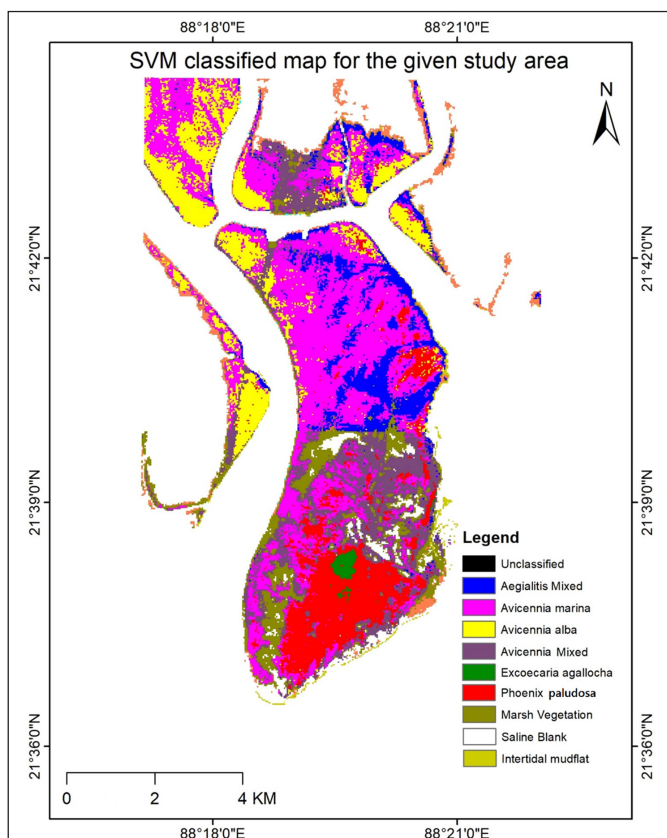 88°18'0"E 88°21'0"E
SVM classified map for the given study area
N
21°42'0"N 21°42'0"N
21°39'0"N 21°39'0"N
Legend
Unclassified
Aegialitis Mixed
Avicennia marina
Avicennia alba
Avicennia Mixed
Excoecaria agallocha
Phoenix paludosa
Marsh Vegetation
Saline Blank
Intertidal mudflat
21°36'0"N 21°36'0"N
0 2 4 KM
88°18'0"E 88°21'0"E